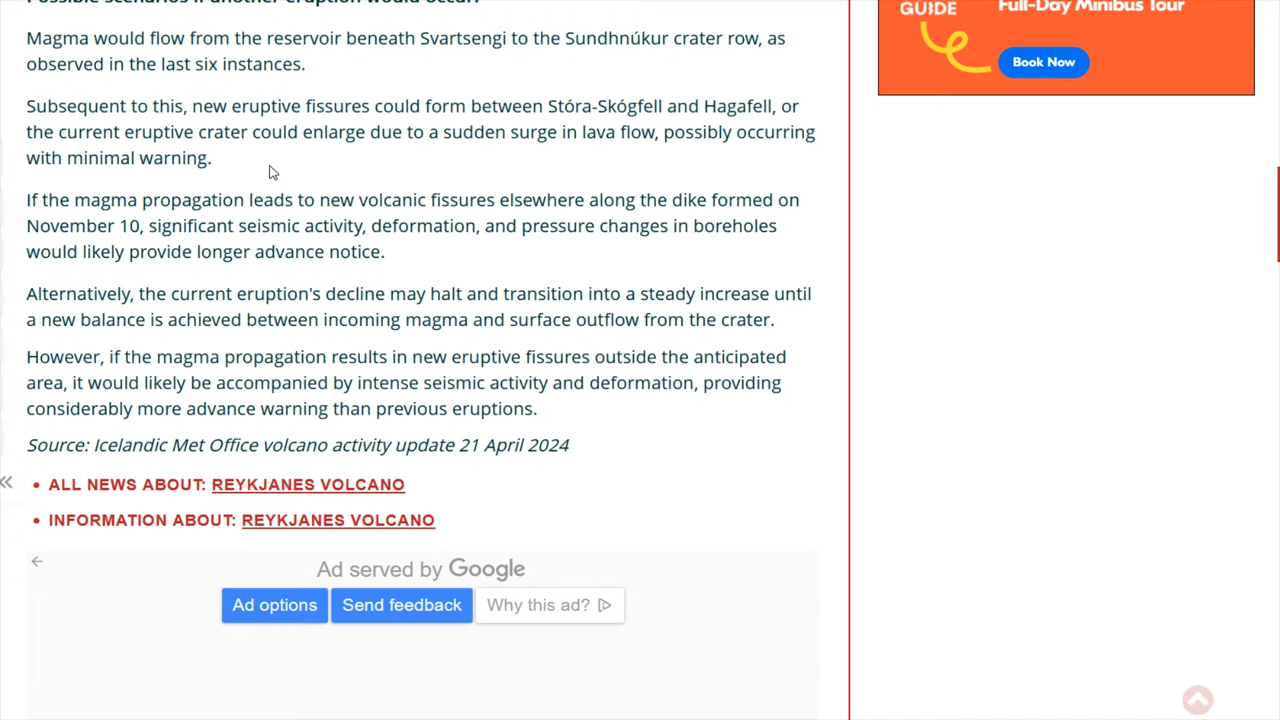 Possible scenarios if another eruption would occur:
GUIDE
Full-Day Minibus Tour
Magma would flow from the reservoir beneath Svartsengi to the Sundhnúkur crater row, as
observed in the last six instances.
Book Now
Subsequent to this, new eruptive fissures could form between Stóra-Skógfell and Hagafell, or
the current eruptive crater could enlarge due to a sudden surge in lava flow, possibly occurring
with minimal warning.
If the magma propagation leads to new volcanic fissures elsewhere along the dike formed on
November 10, significant seismic activity, deformation, and pressure changes in boreholes
would likely provide longer advance notice.
Alternatively, the current eruption's decline may halt and transition into a steady increase until
a new balance is achieved between incoming magma and surface outflow from the crater.
However, if the magma propagation results in new eruptive fissures outside the anticipated
area, it would likely be accompanied by intense seismic activity and deformation, providing
considerably more advance warning than previous eruptions.
Source: Icelandic Met Office volcano activity update 21 April 2024
• ALL NEWS ABOUT: REYKJANES VOLCANO
• INFORMATION ABOUT: REYKJANES VOLCANO
Ad served by Google
Ad options
Send feedback
Why this ad?